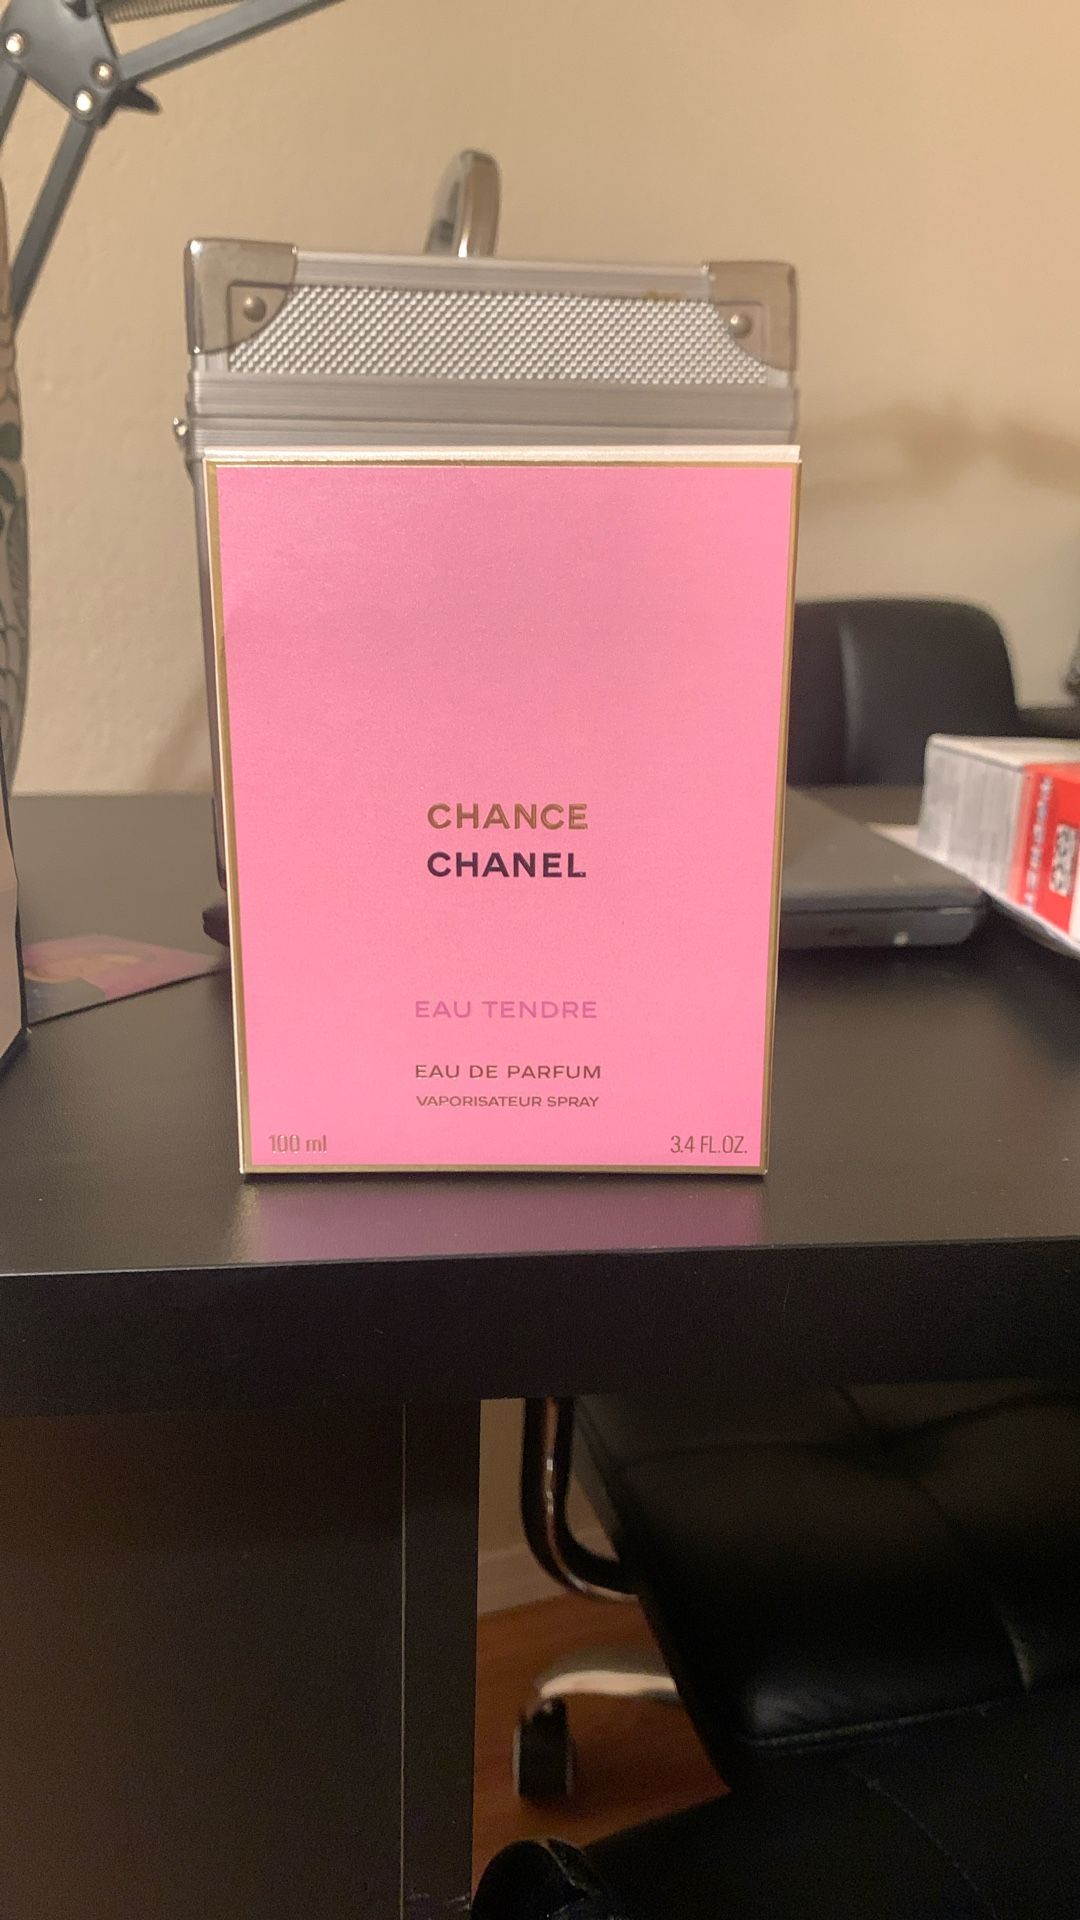 CHANCE
CHANEL
EAU TENDRE
EAU DE PARFUM
VAPORISATEUR SPRAY
100 ml
3.4 FL.OZ.